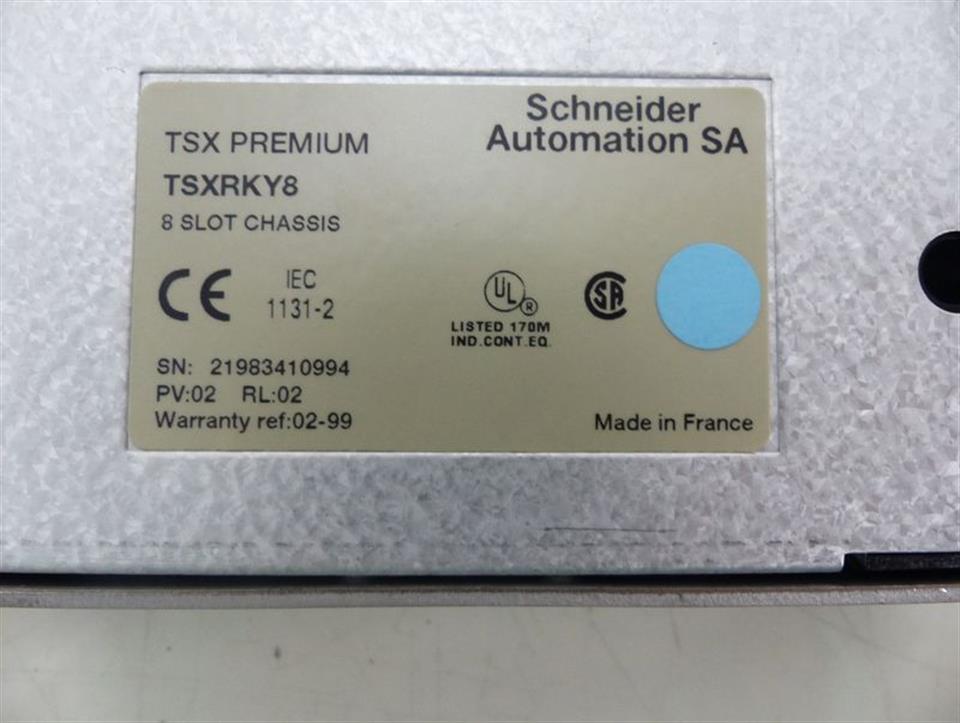 Schneider
Automation SA
TSX PREMIUM
TSXRKY8
8 SLOT CHASSIS
CE
IEC
1131-2
UL
®
LISTED 170M
IND.CONT.EQ.
SA
SN: 21983410994
PV:02 RL:02
Warranty ref:02-99
Made in France